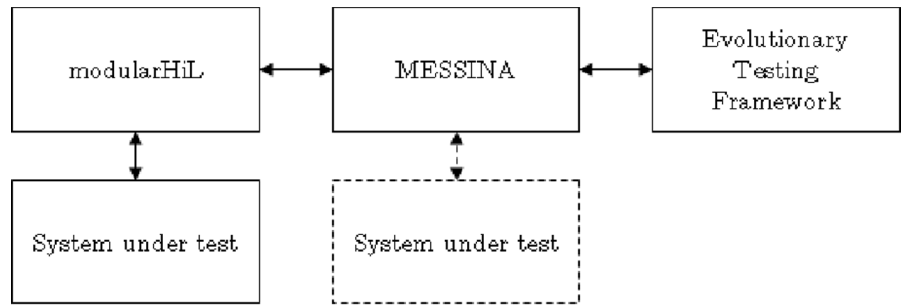 modularHiL
MESSINA
Evolutionary
Testing
Framework
System under test
System under test